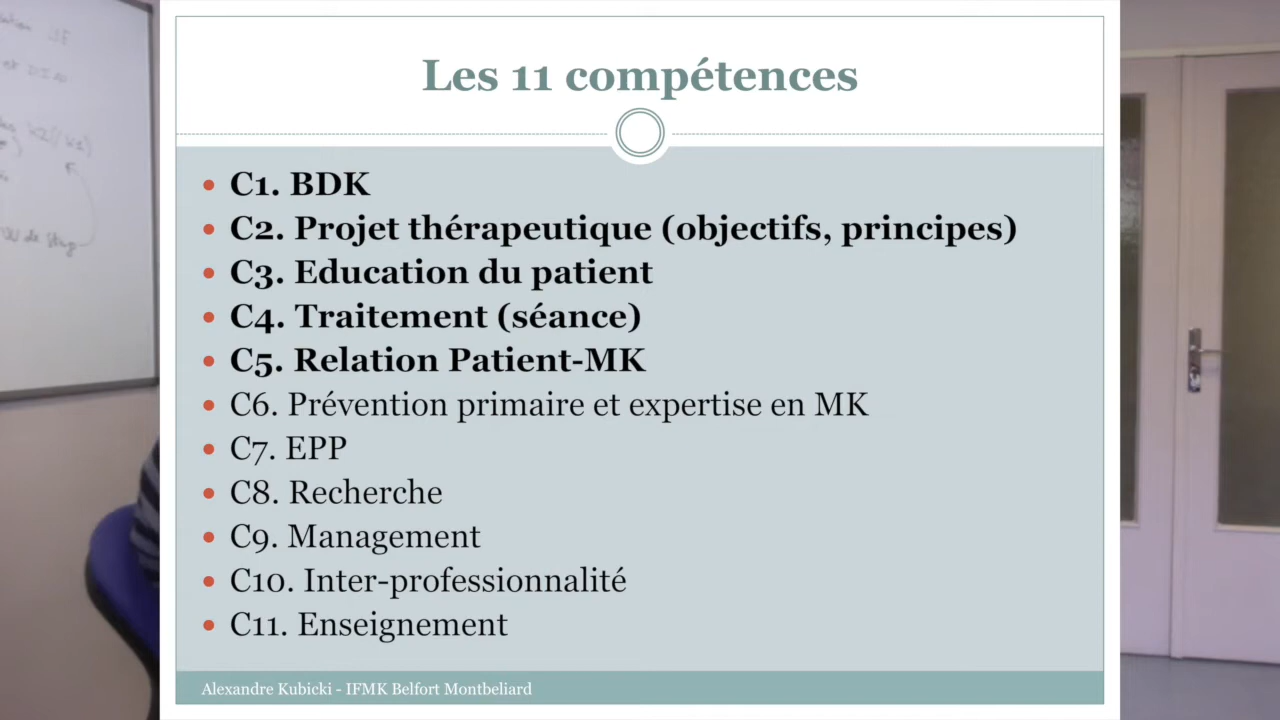 Les 11 compétences
C1. BDK
C2. Projet thérapeutique (objectifs, principes)
C3. Education du patient
C4. Traitement (séance)
C5. Relation Patient-MK
C6. Prévention primaire et expertise en MK
C7. EPP
C8. Recherche
C9. Management
C10. Inter-professionnalité
C11. Enseignement
Alexandre Kubicki - IFMK Belfort Montbeliard